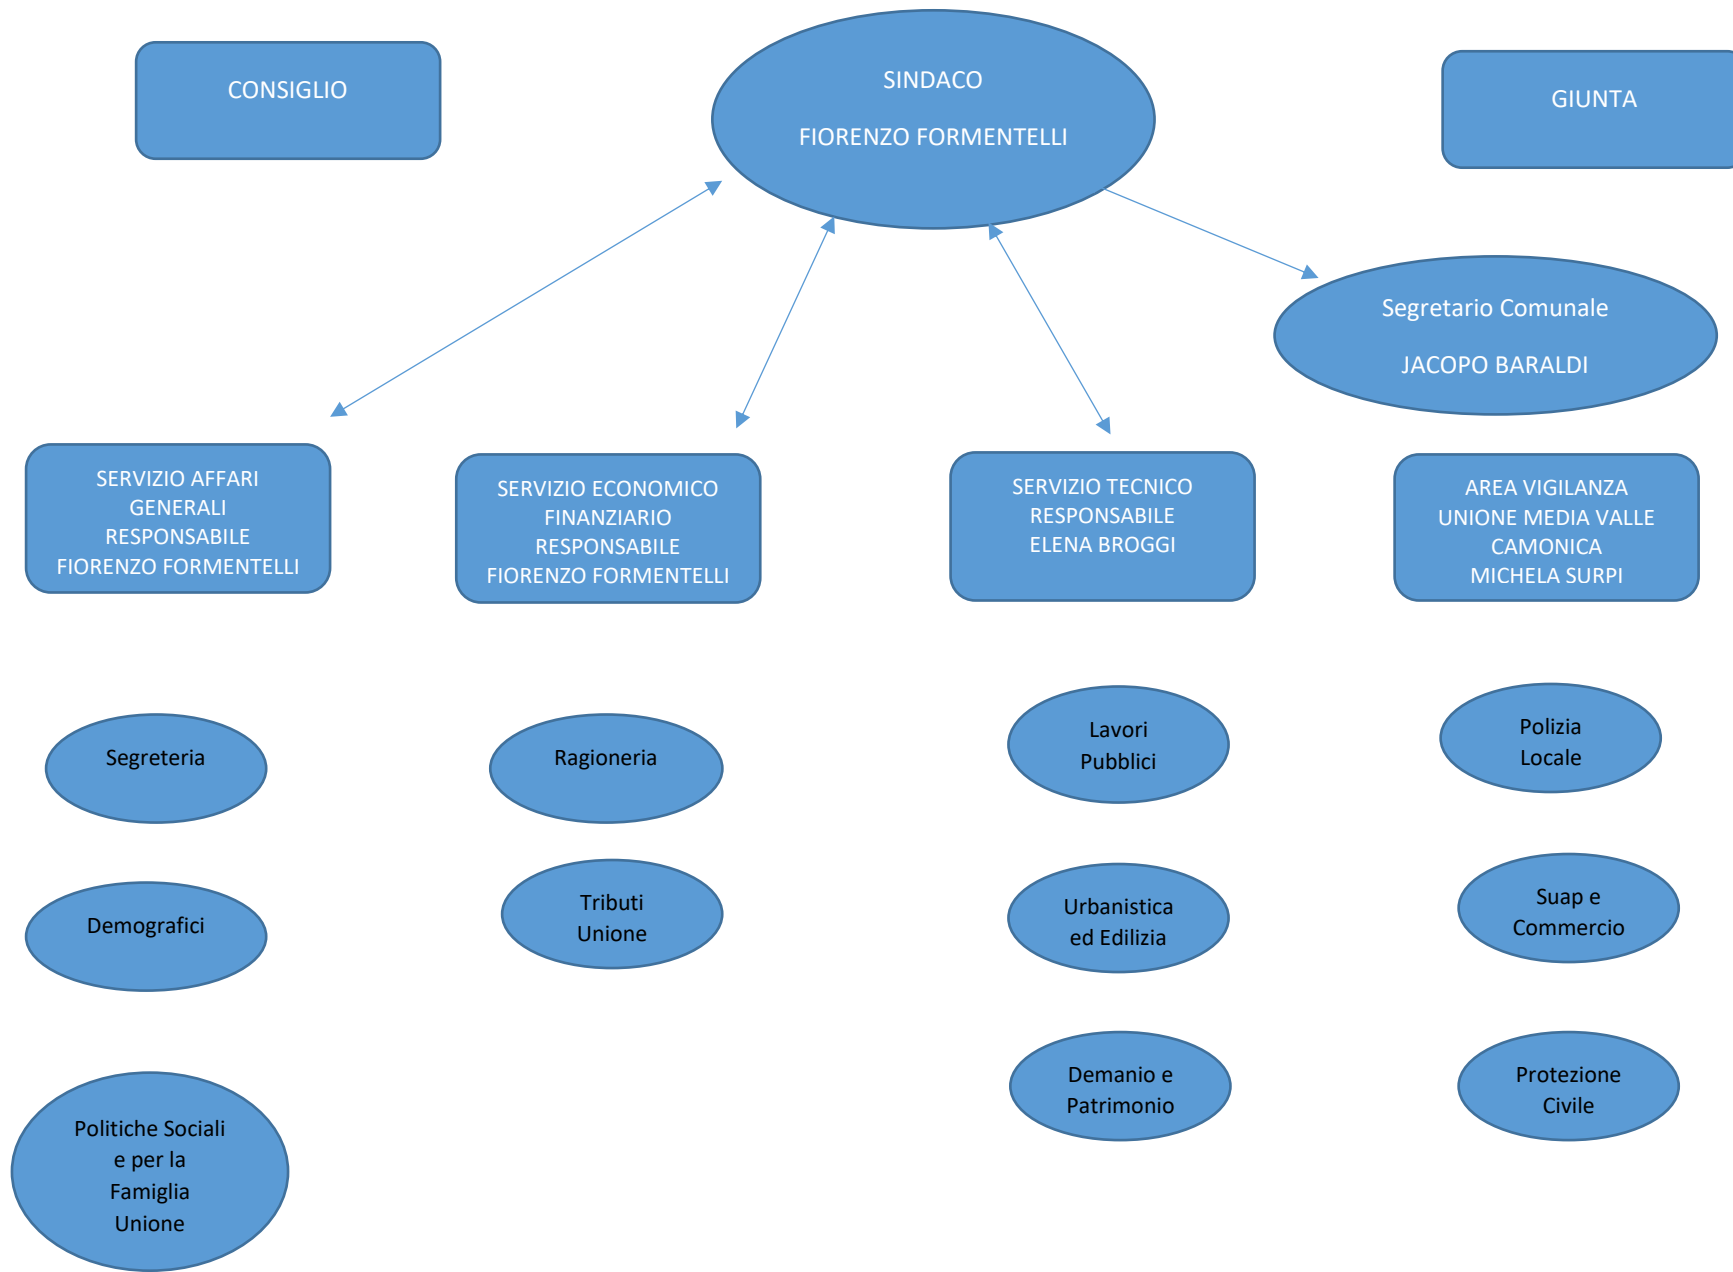 CONSIGLIO
SINDACO
FIORENZO FORMENTELLI
GIUNTA
Segretario Comunale
JACOPO BARALDI
SERVIZIO AFFARI
GENERALI
RESPONSABILE
FIORENZO FORMENTELLI
SERVIZIO ECONOMICO
FINANZIARIO
RESPONSABILE
FIORENZO FORMENTELLI
SERVIZIO TECNICO
RESPONSABILE
ELENA BROGGI
AREA VIGILANZA
UNIONE MEDIA VALLE
CAMONICA
MICHELA SURPI
Segreteria
Ragioneria
Lavori
Pubblici
Polizia
Locale
Demografici
Tributi
Unione
Urbanistica
ed Edilizia
Suap e
Commercio
Politiche Sociali
e per la
Famiglia
Unione
Demanio e
Patrimonio
Protezione
Civile